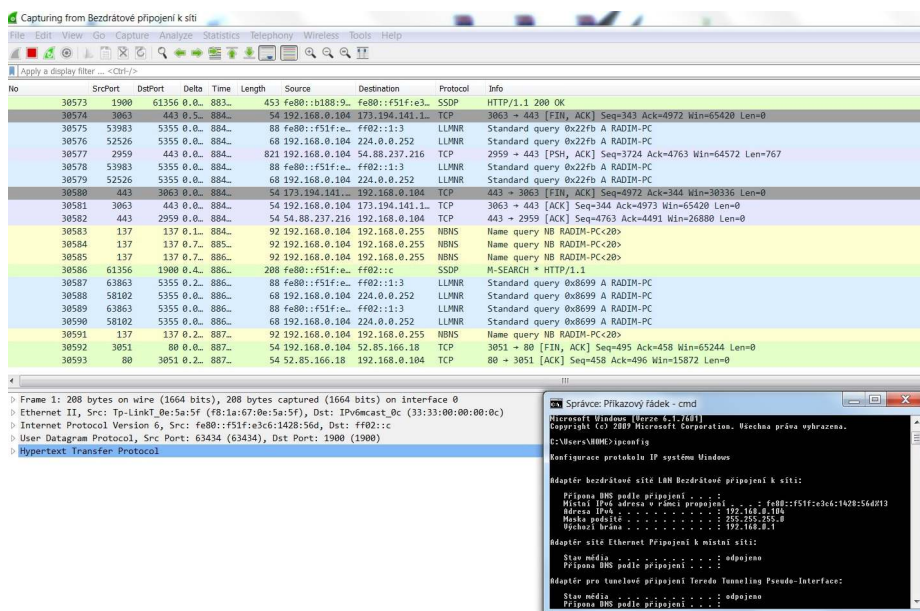 Capturing from Bezdrátové připojení k síti
File Edit View Go Capture Analyze Statistics Telephony Wireless Tools Help
Apply a display filter ... <Ctrl-/>
No SrcPort DstPort Delta Time Length Source Destination Protocol Info
30573 1900 61356 0.0… 883… 453 fe80::b188:9… fe80::f51f:e3… SSDP HTTP/1.1 200 OK
30574 3063 443 0.5… 884… 54 192.168.0.104 173.194.141.1… TCP 3063 → 443 [FIN, ACK] Seq=343 Ack=4972 Win=65420 Len=0
30575 53983 5355 0.0… 884… 88 fe80::f51f:e… ff02::1:3 LLMNR Standard query 0x22fb A RADIM-PC
30576 52526 5355 0.0… 884… 68 192.168.0.104 224.0.0.252 LLMNR Standard query 0x22fb A RADIM-PC
30577 2959 443 0.0… 884… 821 192.168.0.104 54.88.237.216 TCP 2959 → 443 [PSH, ACK] Seq=3724 Ack=4763 Win=64572 Len=767
30578 53983 5355 0.0… 884… 88 fe80::f51f:e… ff02::1:3 LLMNR Standard query 0x22fb A RADIM-PC
30579 52526 5355 0.0… 884… 68 192.168.0.104 224.0.0.252 LLMNR Standard query 0x22fb A RADIM-PC
30580 443 3063 0.0… 884… 54 173.194.141.… 192.168.0.104 TCP 443 → 3063 [FIN, ACK] Seq=4972 Ack=344 Win=30336 Len=0
30581 3063 443 0.0… 884… 54 192.168.0.104 173.194.141.1… TCP 3063 → 443 [ACK] Seq=344 Ack=4973 Win=65420 Len=0
30582 443 2959 0.0… 884… 54 54.88.237.216 192.168.0.104 TCP 443 → 2959 [ACK] Seq=4763 Ack=4491 Win=26880 Len=0
30583 137 137 0.1… 884… 92 192.168.0.104 192.168.0.255 NBNS Name query NB RADIM-PC<20>
30584 137 137 0.7… 885… 92 192.168.0.104 192.168.0.255 NBNS Name query NB RADIM-PC<20>
30585 137 137 0.7… 886… 92 192.168.0.104 192.168.0.255 NBNS Name query NB RADIM-PC<20>
30586 61356 1900 0.4… 886… 208 fe80::f51f:e… ff02::c SSDP M-SEARCH * HTTP/1.1
30587 63863 5355 0.2… 886… 88 fe80::f51f:e… ff02::1:3 LLMNR Standard query 0x8699 A RADIM-PC
30588 58102 5355 0.0… 886… 68 192.168.0.104 224.0.0.252 LLMNR Standard query 0x8699 A RADIM-PC
30589 63863 5355 0.0… 886… 88 fe80::f51f:e… ff02::1:3 LLMNR Standard query 0x8699 A RADIM-PC
30590 58102 5355 0.0… 886… 68 192.168.0.104 224.0.0.252 LLMNR Standard query 0x8699 A RADIM-PC
30591 137 137 0.2… 887… 92 192.168.0.104 192.168.0.255 NBNS Name query NB RADIM-PC<20>
30592 3051 80 0.0… 887… 54 192.168.0.104 52.85.166.18 TCP 3051 → 80 [FIN, ACK] Seq=495 Ack=458 Win=65244 Len=0
30593 80 3051 0.2… 887… 54 52.85.166.18 192.168.0.104 TCP 80 → 3051 [ACK] Seq=458 Ack=496 Win=15872 Len=0
Frame 1: 208 bytes on wire (1664 bits), 208 bytes captured (1664 bits) on interface 0
Ethernet II, Src: Tp-LinkT_0e:5a:5f (f8:1a:67:0e:5a:5f), Dst: IPv6mcast_0c (33:33:00:00:00:0c)
Internet Protocol Version 6, Src: fe80::f51f:e3c6:1428:56d, Dst: ff02::c
User Datagram Protocol, Src Port: 63434 (63434), Dst Port: 1900 (1900)
Hypertext Transfer Protocol
Správce: Příkazový řádek - cmd
Microsoft Windows [Verze 6.1.7601]
Copyright (c) 2009 Microsoft Corporation. Všechna práva vyhrazena.
C:\Users\HOME>ipconfig
Konfigurace protokolu IP systému Windows
Adaptér bezdrátové sítě LAN Bezdrátové připojení k síti:
Přípona DNS podle připojení . . . :
Místní IPv6 adresa v rámci propojení . . . : fe80::f51f:e3c6:1428:56d%13
Adresa IPv4 . . . . . . . . . . . : 192.168.0.104
Maska podsítě . . . . . . . . . . : 255.255.255.0
Výchozí brána . . . . . . . . . . : 192.168.0.1
Adaptér sítě Ethernet Připojení k místní síti:
Stav média . . . . . . . . . . . : odpojeno
Přípona DNS podle připojení . . . :
Adaptér pro tunelové připojení Teredo Tunneling Pseudo-Interface:
Stav média . . . . . . . . . . . : odpojeno
Přípona DNS podle připojení . . . :